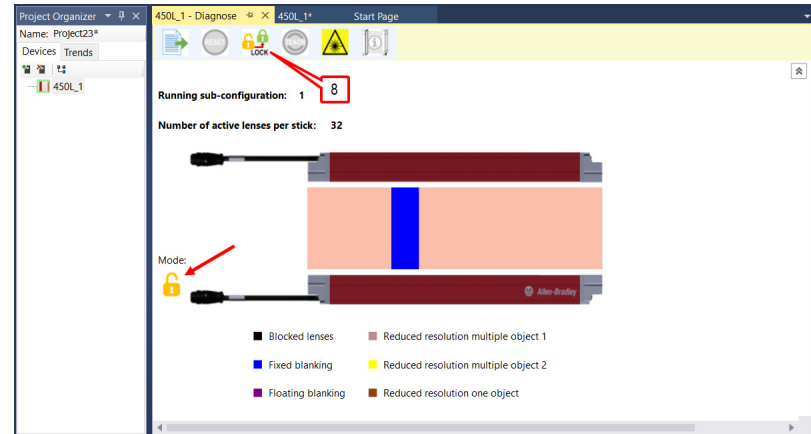 Project Organizer
450L_1 - Diagnose
450L_1*
Start Page
Name: Project23*
Devices
Trends
450L_1
RESET
LOCK
TEACH
8
Running sub-configuration: 1
Number of active lenses per stick: 32
Mode:
Allen-Bradley
Blocked lenses
Reduced resolution multiple object 1
Fixed blanking
Reduced resolution multiple object 2
Floating blanking
Reduced resolution one object